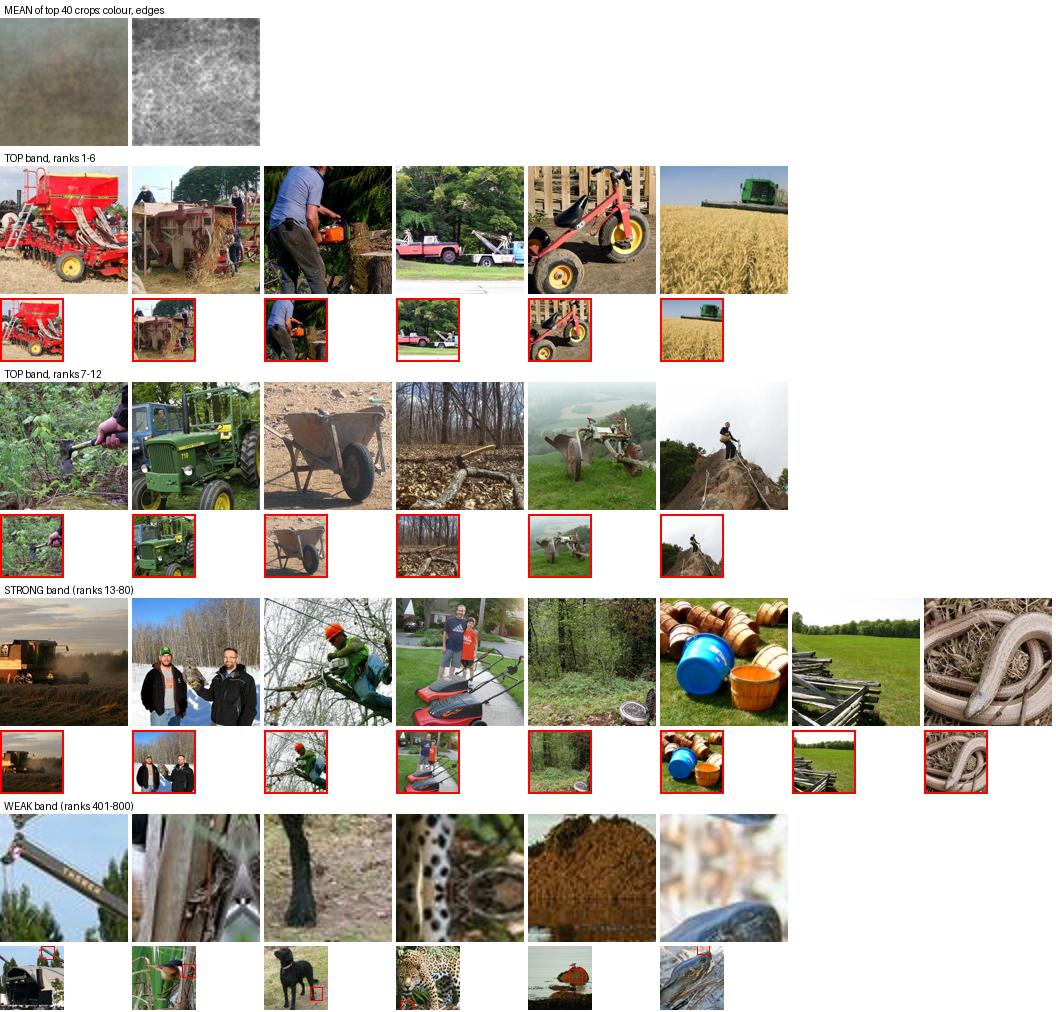 MEAN of top 40 crops: colour, edges
TOP band, ranks 1-6
TOP band, ranks 7-12
710
STRONG band (ranks 13-80)
WEAK band (ranks 401-800)